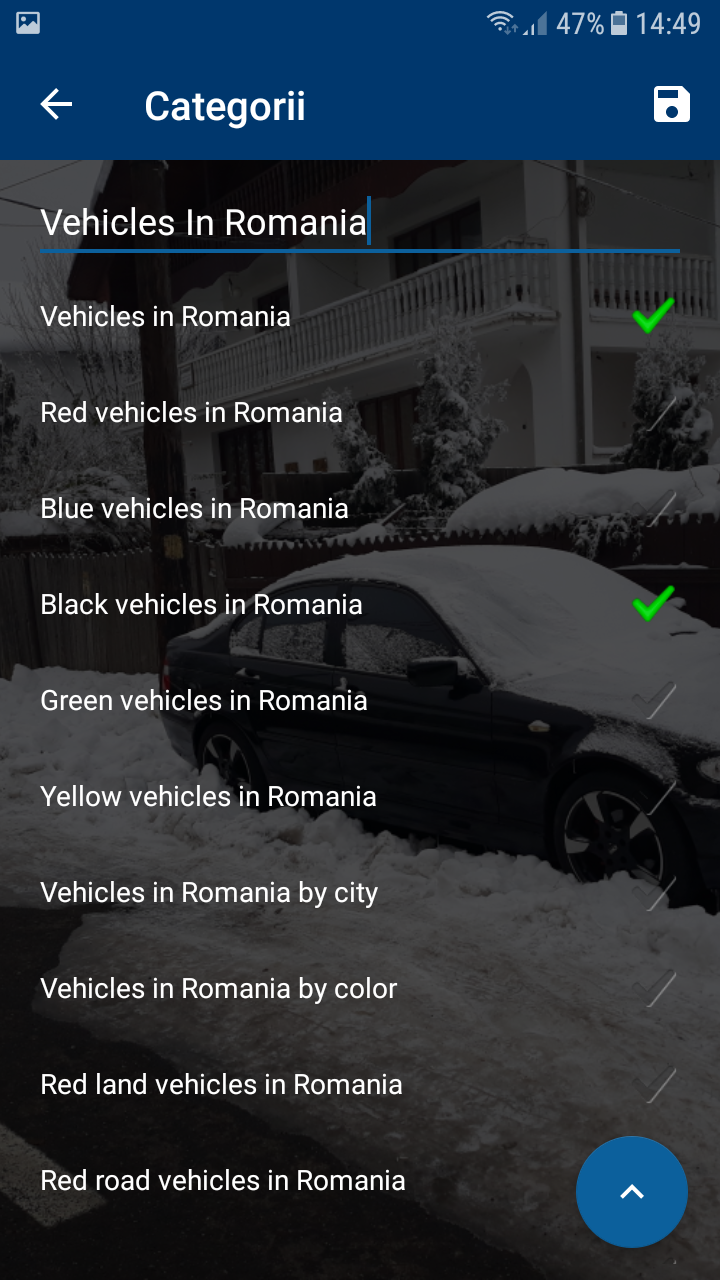 47% 14:49
Categorii
Vehicles In Romania
Vehicles in Romania
Red vehicles in Romania
Blue vehicles in Romania
Black vehicles in Romania
Green vehicles in Romania
Yellow vehicles in Romania
Vehicles in Romania by city
Vehicles in Romania by color
Red land vehicles in Romania
Red road vehicles in Romania